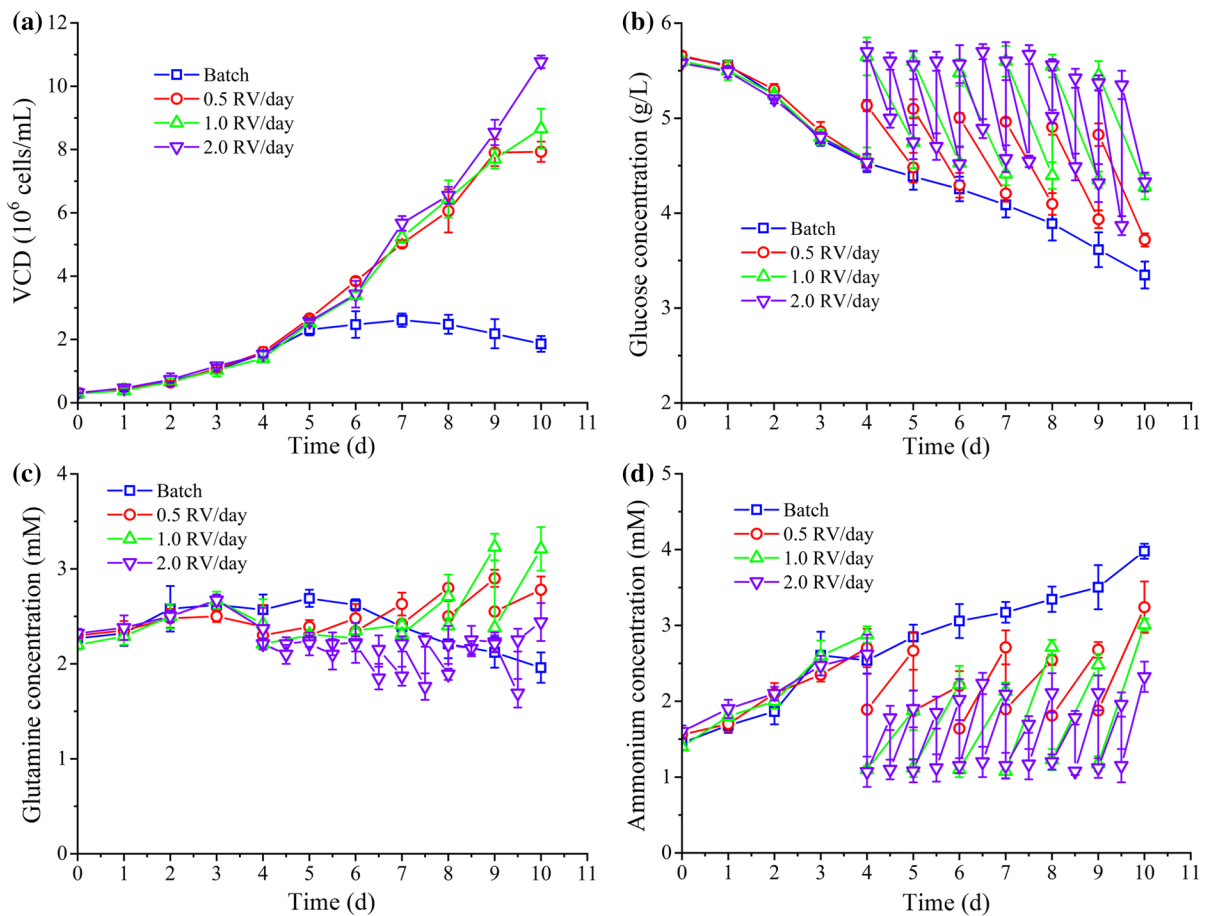 (a)
12
10
8
6
4
2
0
VCD (10⁶ cells/mL)
Batch
0.5 RV/day
1.0 RV/day
2.0 RV/day
0 1 2 3 4 5 6 7 8 9 10 11
Time (d)
(b)
6
5
4
3
2
Glucose concentration (g/L)
Batch
0.5 RV/day
1.0 RV/day
2.0 RV/day
0 1 2 3 4 5 6 7 8 9 10 11
Time (d)
(c)
4
3
2
1
0
Glutamine concentration (mM)
Batch
0.5 RV/day
1.0 RV/day
2.0 RV/day
0 1 2 3 4 5 6 7 8 9 10 11
Time (d)
(d)
5
4
3
2
1
0
Ammonium concentration (mM)
Batch
0.5 RV/day
1.0 RV/day
2.0 RV/day
0 1 2 3 4 5 6 7 8 9 10 11
Time (d)